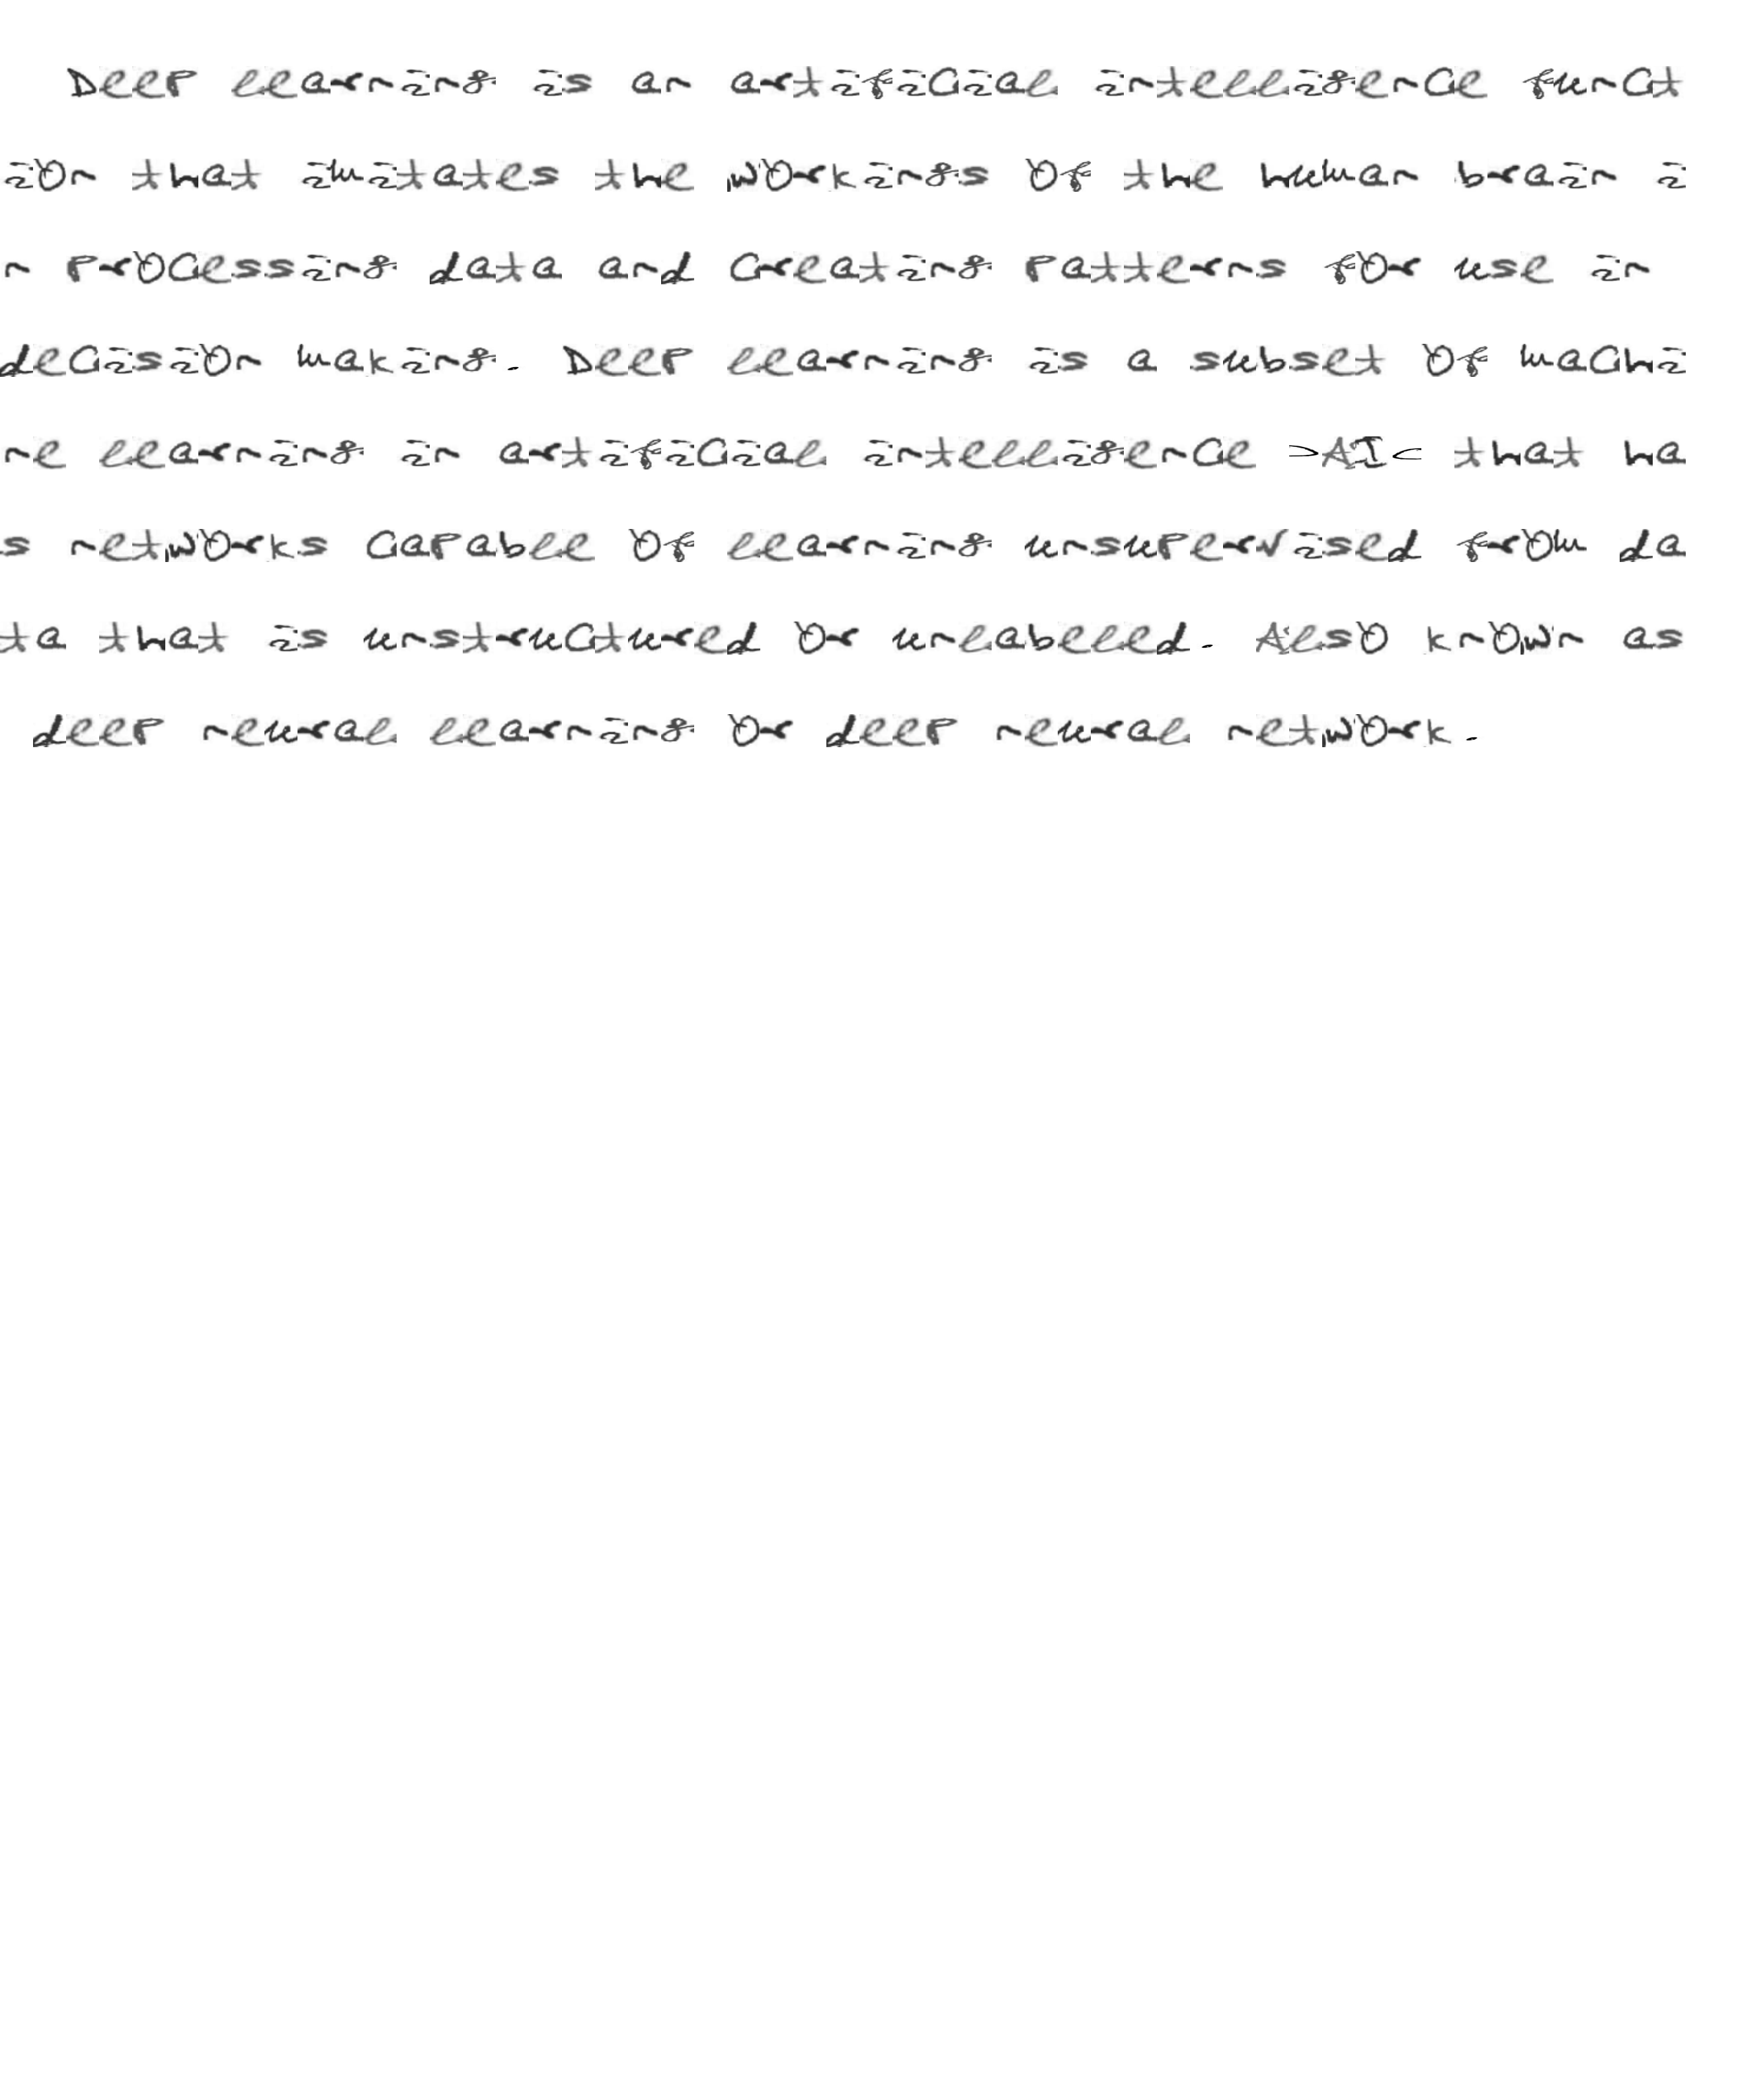 Deep learning is an artificial intelligence funct
ion that imitates the workings of the human brain i
n processing data and creating patterns for use in
decision making. Deep learning is a subset of machi
ne learning in artificial intelligence )AI( that ha
s networks capable of learning unsupervised from da
ta that is unstructured or unlabeled. Also known as
deep neural learning or deep neural network.